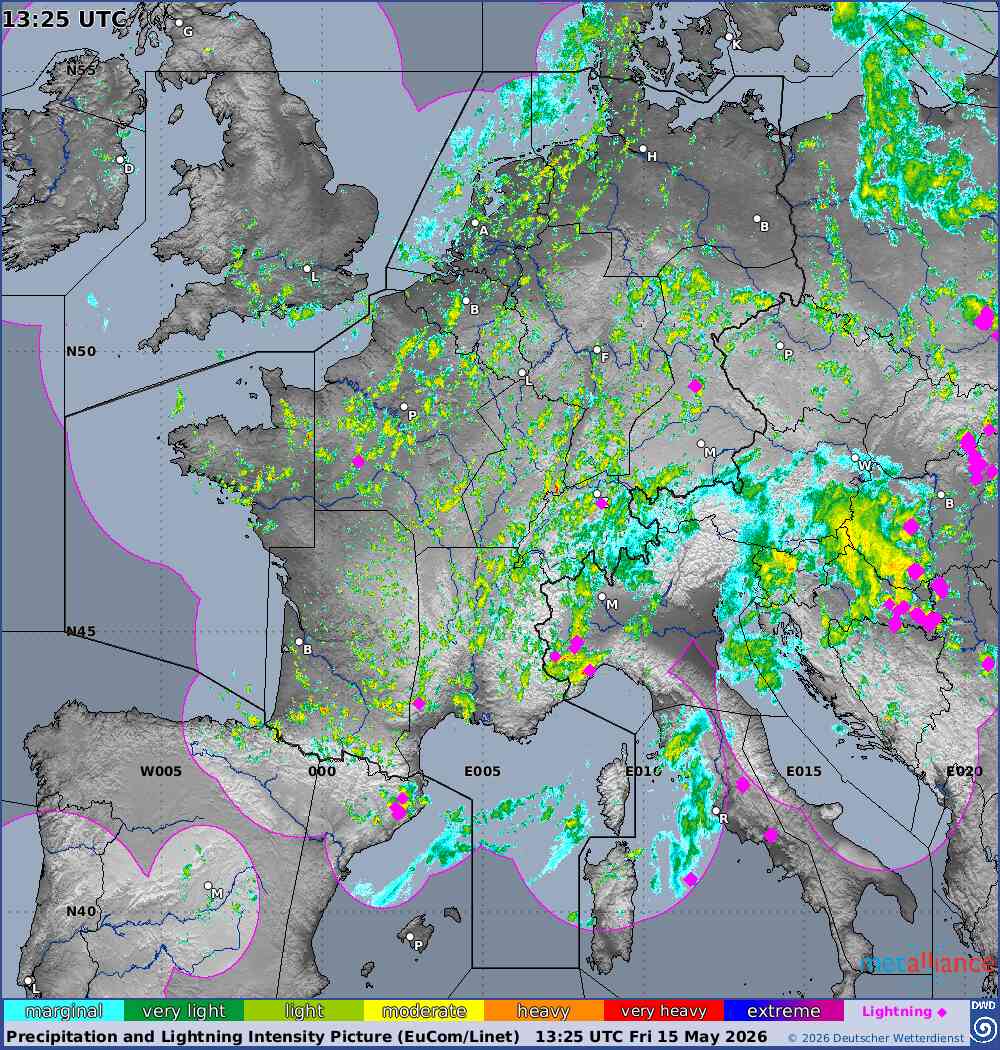 13:25 UTC
G
K
N55
D
H
B
A
L
B
N50
F
P
L
P
M
W
B
M
N45
B
W005
000
E005
E010
E015
E020
R
M
N40
P
L
metalliance
marginal
very light
light
moderate
heavy
very heavy
extreme
Lightning
DWD
Precipitation and Lightning Intensity Picture (EuCom/Linet) 13:25 UTC Fri 15 May 2026 © 2026 Deutscher Wetterdienst